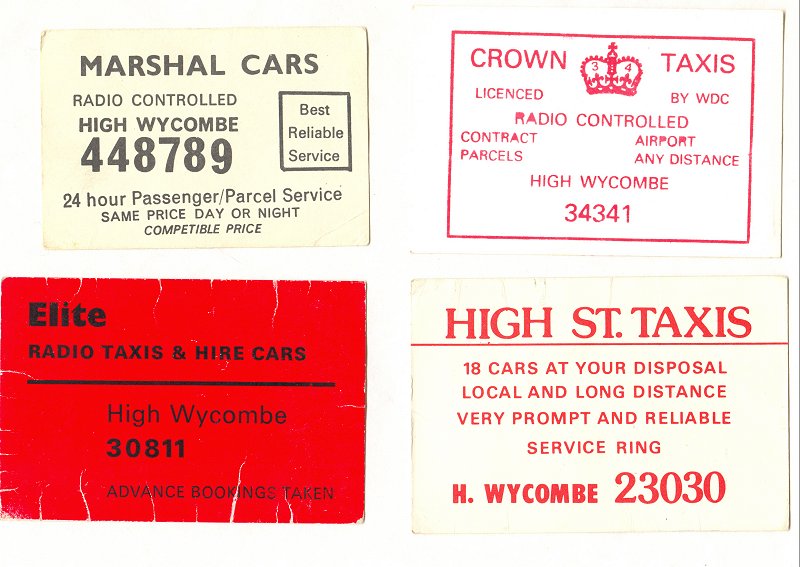 MARSHAL CARS
RADIO CONTROLLED
HIGH WYCOMBE
448789
Best
Reliable
Service
24 hour Passenger/Parcel Service
SAME PRICE DAY OR NIGHT
COMPETIBLE PRICE
CROWN TAXIS
3 4
LICENCED BY WDC
RADIO CONTROLLED
CONTRACT AIRPORT
PARCELS ANY DISTANCE
HIGH WYCOMBE
34341
Elite
RADIO TAXIS & HIRE CARS
High Wycombe
30811
ADVANCE BOOKINGS TAKEN
HIGH ST. TAXIS
18 CARS AT YOUR DISPOSAL
LOCAL AND LONG DISTANCE
VERY PROMPT AND RELIABLE
SERVICE RING
H. WYCOMBE 23030